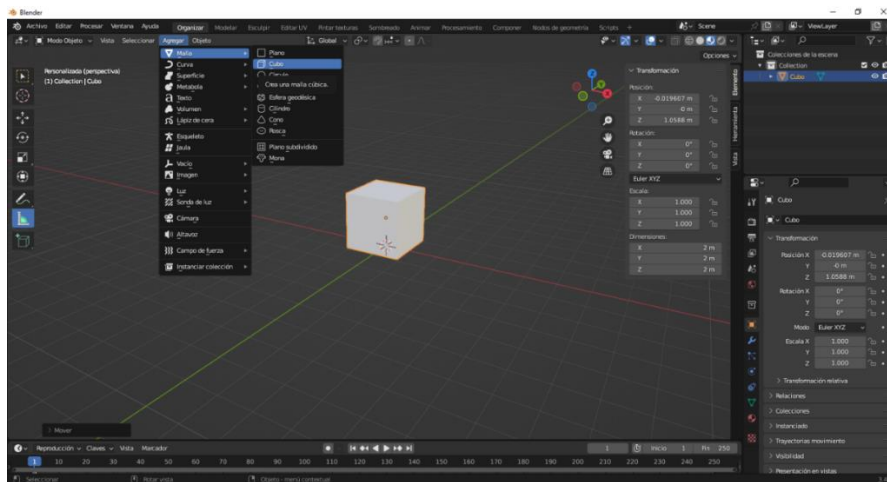 Blender
Archivo Editar Procesar Ventana Ayuda Organizar Modelar Esculpir Editar UV Pintar texturas Sombreado Animar Procesamiento Componer Nodos de geometría Scripts + Scene ViewLayer
Modo Objeto Vista Seleccionar Agregar Objeto Global
Opciones
Personalizada (perspectiva)
(1) Collection | Cubo
Malla
Curva
Superficie
Metabola
Texto
Volumen
Lápiz de cera
Esqueleto
Jaula
Vacío
Imagen
Luz
Sonda de luz
Cámara
Altavoz
Campo de fuerza
Instanciar colección
Plano
Cubo
Círculo
Crea una malla cúbica.
Esfera geodésica
Cilindro
Cono
Rosca
Plano subdividido
Mona
Transformación
Posición:
X -0.019607 m
Y -0 m
Z 1.0588 m
Rotación:
X 0°
Y 0°
Z 0°
Euler XYZ
Escala:
X 1.000
Y 1.000
Z 1.000
Dimensiones:
X 2 m
Y 2 m
Z 2 m
Elemento
Herramienta
Vista
Colecciones de la escena
Collection
Cubo
Cubo
Cubo
Transformación
Posición X -0.019607 m
Y -0 m
Z 1.0588 m
Rotación X 0°
Y 0°
Z 0°
Modo Euler XYZ
Escala X 1.000
Y 1.000
Z 1.000
Transformación relativa
Relaciones
Colecciones
Instanciado
Trayectorias movimiento
Visibilidad
Presentación en vistas
Mover
Reproducción Claves Vista Marcador 1 Inicio 1 Fin 250
1 10 20 30 40 50 60 70 80 90 100 110 120 130 140 150 160 170 180 190 200 210 220 230 240 250
Seleccionar Rotar vista Objeto - menú contextual